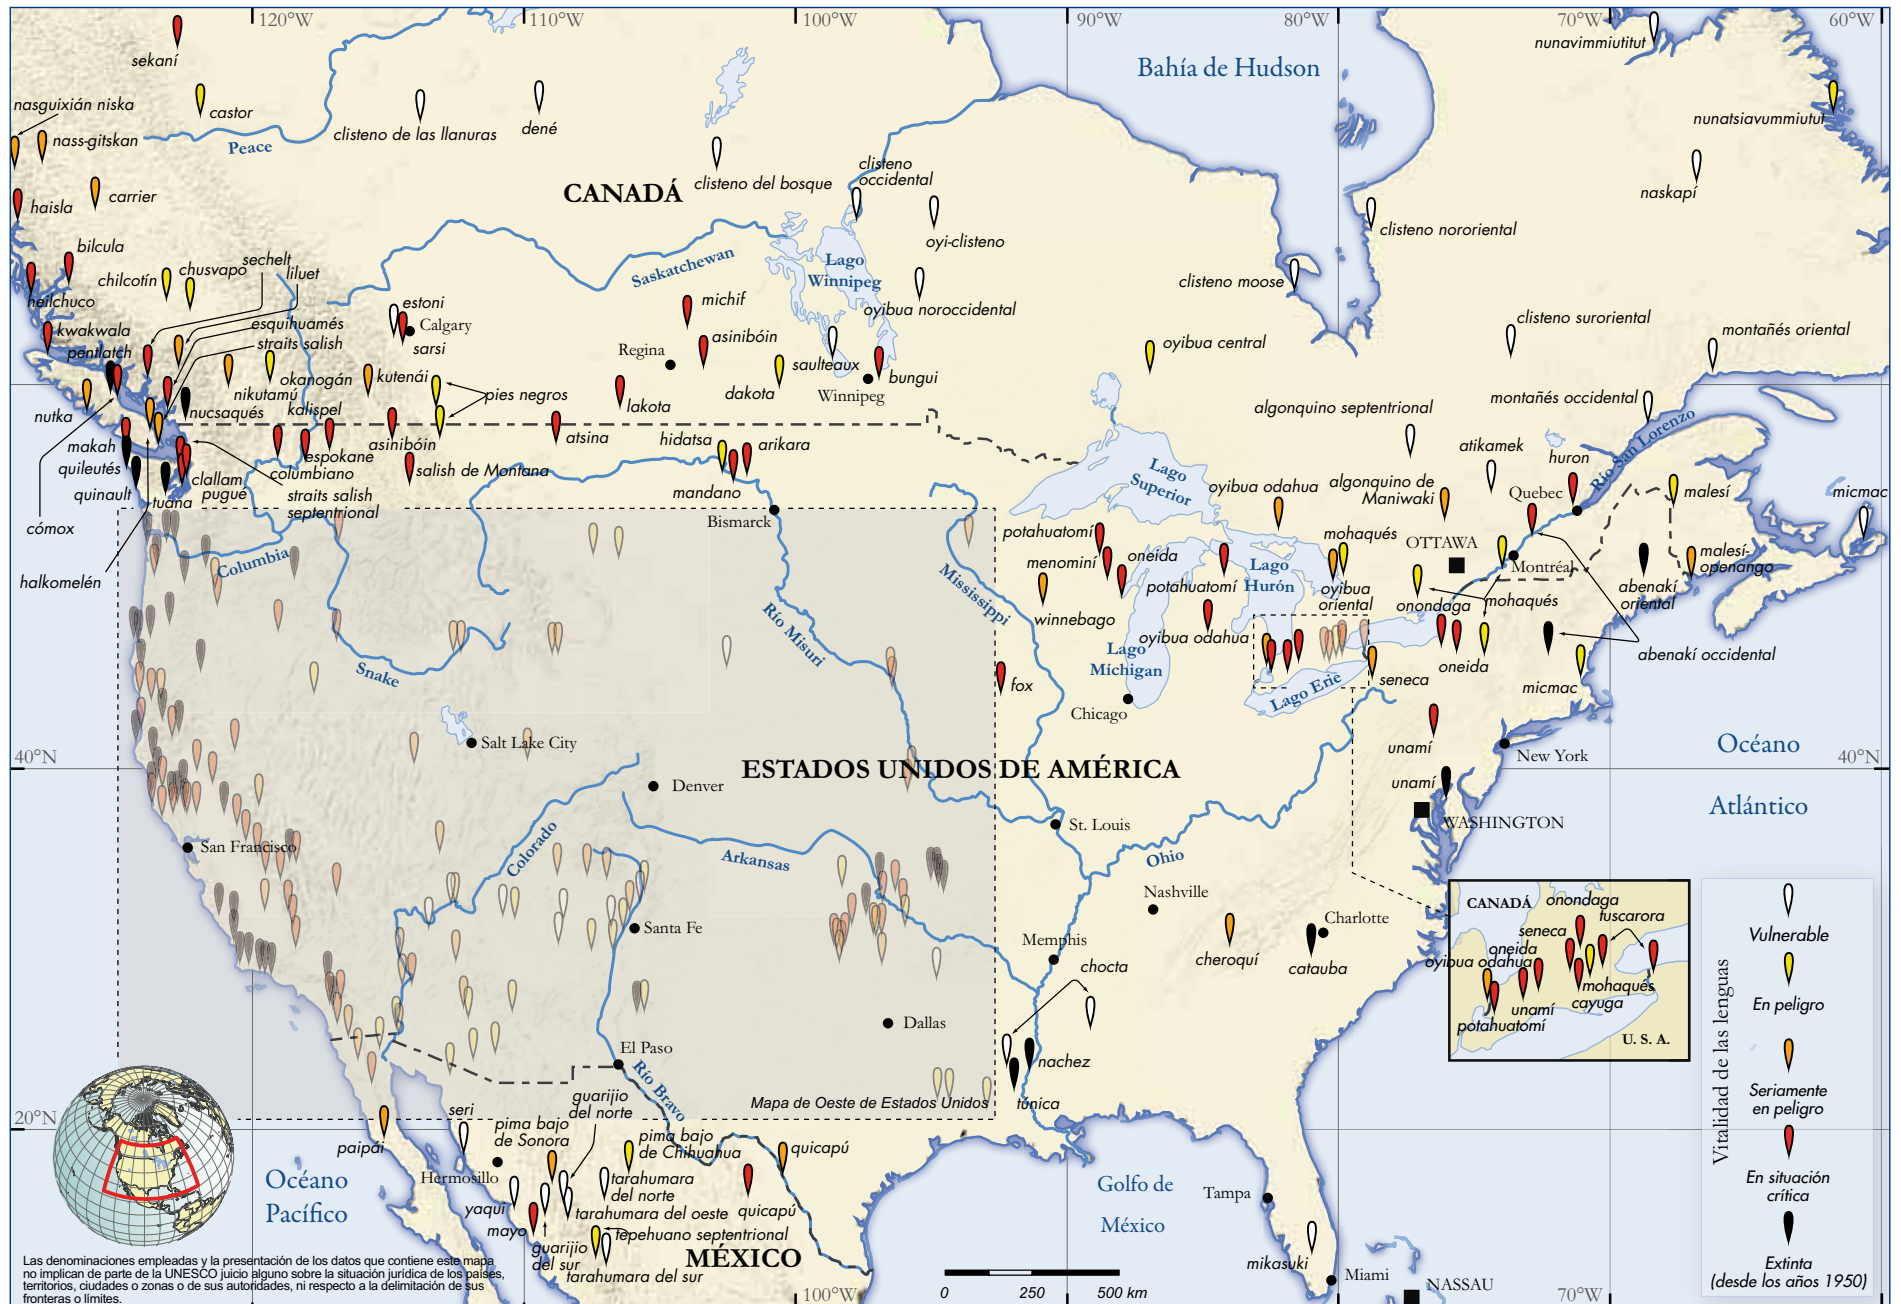 120°W
110°W
100°W
90°W
80°W
70°W
60°W
sekaní
castor
clisteno de las llanuras
dené
nasguixián niska
nass-gitskan
Peace
Bahía de Hudson
nunavimmiutitut
nunatsiavummiutut
haisla
carrier
CANADÁ
clisteno del bosque
clisteno
occidental
oyi-clisteno
clisteno nororiental
naskapí
bilcula
chilcotín
chusvapo
sechelt
liluet
heilchuco
kwakwala
pentlatch
esquihuamés
straits salish
estoni
Calgary
sarsi
Saskatchewan
michif
Lago
Winnipeg
oyibua noroccidental
clisteno moose
clisteno suroriental
montañés oriental
Regina
asinibóin
saulteaux
dakota
Winnipeg
bungui
oyibua central
nutka
nikutamú
okanogán
kutenái
pies negros
lakota
nucsaqués
kalispel
asinibóin
atsina
hidatsa
arikara
mandano
Bismarck
makah
quileutés
quinault
tuana
clallam
pugué
espokane
columbiano
salish de Montana
straits salish
septentrional
cómox
halkomelén
algonquino septentrional
montañés occidental
atikamek
huron
Río San Lorenzo
Lago
Superior
oyibua odahua
algonquino de
Maniwaki
Quebec
malesí
micmac
potahuatomí
menominí
oneida
winnebago
potahuatomí
oyibua odahua
Lago
Hurón
mohaqués
oyibua
oriental
OTTAWA
Montréal
onondaga
mohaqués
abenakí
oriental
malesí-
openango
abenakí occidental
oneida
seneca
micmac
Columbia
Snake
Río Misuri
Mississippi
fox
Lago
Míchigan
Lago Erie
Chicago
unamí
New York
Océano
Atlántico
40°N
40°N
unamí
WASHINGTON
Salt Lake City
Denver
ESTADOS UNIDOS DE AMÉRICA
St. Louis
San Francisco
Colorado
Arkansas
Ohio
Nashville
Santa Fe
Memphis
cheroquí
Charlotte
catauba
chocta
Dallas
El Paso
Río Bravo
nachez
túnica
Mapa de Oeste de Estados Unidos
CANADÁ
onondaga
tuscarora
seneca
oneida
oyibua odahua
mohaqués
cayuga
unamí
potahuatomí
U. S. A.
Vitalidad de las lenguas
Vulnerable
En peligro
Seriamente
en peligro
En situación
crítica
Extinta
(desde los años 1950)
20°N
paipái
seri
pima bajo
de Sonora
guarijio
del norte
pima bajo
de Chihuahua
quicapú
Hermosillo
yaqui
mayo
guarijio
del sur
tarahumara
del norte
tarahumara del oeste
quicapú
tepehuano septentrional
tarahumara del sur
MÉXICO
Océano
Pacífico
Golfo de
México
Tampa
mikasuki
Miami
NASSAU
0 250 500 km
100°W
70°W
Las denominaciones empleadas y la presentación de los datos que contiene este mapa
no implican de parte de la UNESCO juicio alguno sobre la situación jurídica de los países,
territorios, ciudades o zonas o de sus autoridades, ni respecto a la delimitación de sus
fronteras o límites.